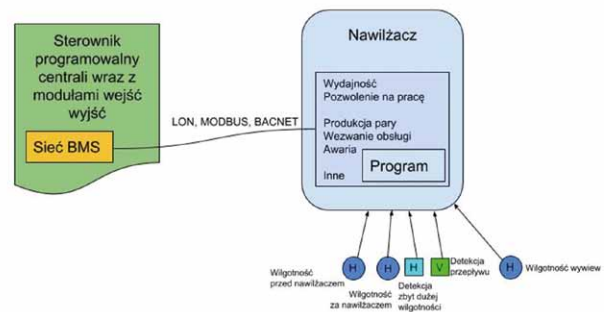 Sterownik
programowalny
centrali wraz z
modułami wejść
wyjść
Sieć BMS
LON, MODBUS, BACNET
Nawilżacz
Wydajność
Pozwolenie na pracę
Produkcja pary
Wezwanie obsługi
Awaria
Inne
Program
H
Wilgotność
przed nawilżaczem
H
Wilgotność
za nawilżaczem
H
Detekcja
zbyt dużej
wilgotności
V
Detekcja
przepływu
H
Wilgotność wywiew